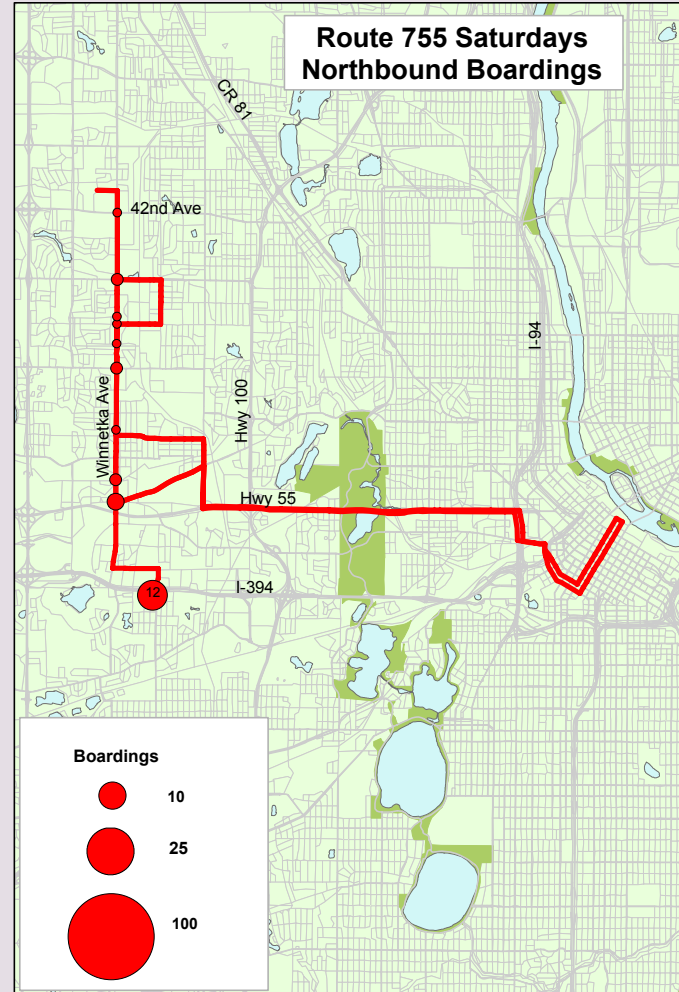 Route 755 Saturdays
Northbound Boardings
CR 81
42nd Ave
I-94
Hwy 100
Winnetka Ave
Hwy 55
I-394
12
Boardings
10
25
100